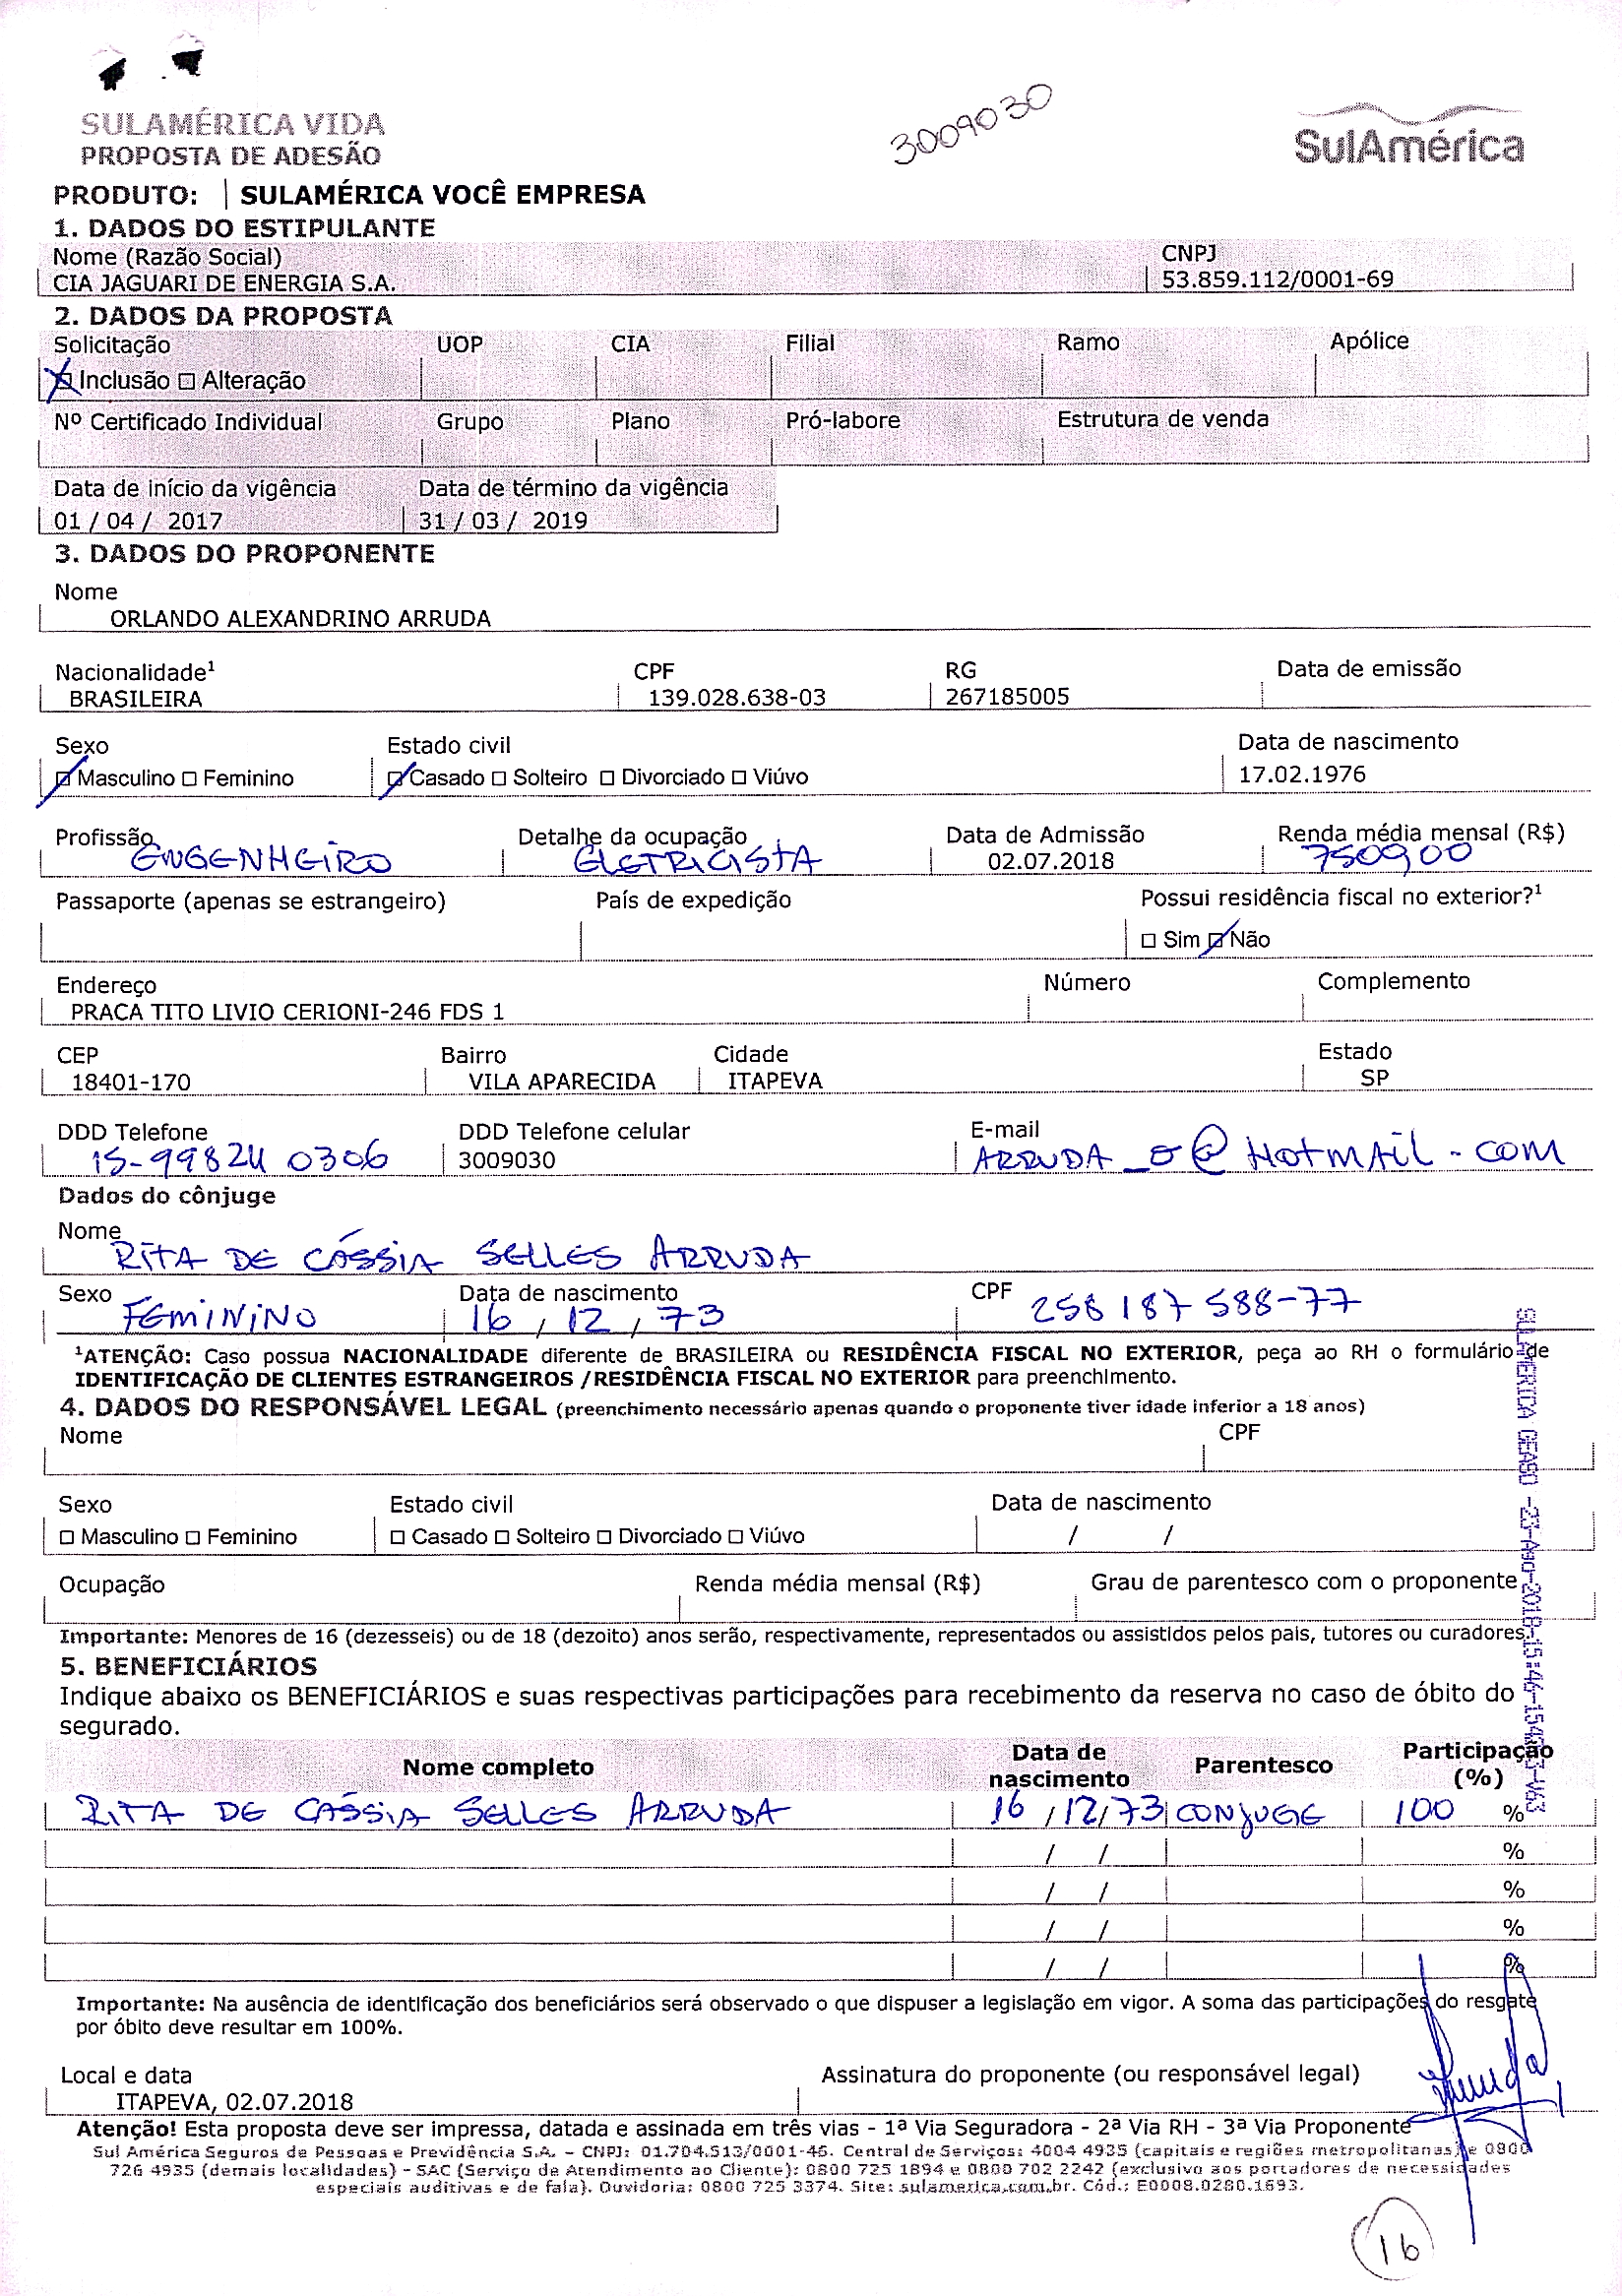 3009030
SULAMÉRICA VIDA
PROPOSTA DE ADESÃO
SulAmérica
PRODUTO: SULAMÉRICA VOCÊ EMPRESA
1. DADOS DO ESTIPULANTE
Nome (Razão Social) CNPJ
CIA JAGUARI DE ENERGIA S.A. 53.859.112/0001-69
2. DADOS DA PROPOSTA
Solicitação UOP CIA Filial Ramo Apólice
☒ Inclusão ☐ Alteração
Nº Certificado Individual Grupo Plano Pró-labore Estrutura de venda
Data de início da vigência Data de término da vigência
01 / 04 / 2017 31 / 03 / 2019
3. DADOS DO PROPONENTE
Nome
ORLANDO ALEXANDRINO ARRUDA
Nacionalidade¹ CPF RG Data de emissão
BRASILEIRA 139.028.638-03 267185005
Sexo Estado civil Data de nascimento
☒ Masculino ☐ Feminino ☒ Casado ☐ Solteiro ☐ Divorciado ☐ Viúvo 17.02.1976
Profissão Detalhe da ocupação Data de Admissão Renda média mensal (R$)
ENGENHEIRO ELETRICISTA 02.07.2018 7509,00
Passaporte (apenas se estrangeiro) País de expedição Possui residência fiscal no exterior?¹
☐ Sim ☒ Não
Endereço Número Complemento
PRACA TITO LIVIO CERIONI-246 FDS 1
CEP Bairro Cidade Estado
18401-170 VILA APARECIDA ITAPEVA SP
DDD Telefone DDD Telefone celular E-mail
15-99824 0306 3009030 ARRUDA_O@HOTMAIL.COM
Dados do cônjuge
Nome
RITA DE CÁSSIA SELLES ARRUDA
Sexo Data de nascimento CPF
FEMININO 16 / 12 / 73 258 187 588-77
¹ATENÇÃO: Caso possua NACIONALIDADE diferente de BRASILEIRA ou RESIDÊNCIA FISCAL NO EXTERIOR, peça ao RH o formulário de
IDENTIFICAÇÃO DE CLIENTES ESTRANGEIROS /RESIDÊNCIA FISCAL NO EXTERIOR para preenchimento.
4. DADOS DO RESPONSÁVEL LEGAL (preenchimento necessário apenas quando o proponente tiver idade inferior a 18 anos)
Nome CPF
Sexo Estado civil Data de nascimento
☐ Masculino ☐ Feminino ☐ Casado ☐ Solteiro ☐ Divorciado ☐ Viúvo / /
Ocupação Renda média mensal (R$) Grau de parentesco com o proponente
Importante: Menores de 16 (dezesseis) ou de 18 (dezoito) anos serão, respectivamente, representados ou assistidos pelos pais, tutores ou curadores.
5. BENEFICIÁRIOS
Indique abaixo os BENEFICIÁRIOS e suas respectivas participações para recebimento da reserva no caso de óbito do
segurado.
Nome completo Data de nascimento Parentesco Participação (%)
RITA DE CÁSSIA SELLES ARRUDA 16 / 12 / 73 CONJUGE 100 %
/ / %
/ / %
/ / %
/ / %
Importante: Na ausência de identificação dos beneficiários será observado o que dispuser a legislação em vigor. A soma das participações do resgate
por óbito deve resultar em 100%.
Local e data Assinatura do proponente (ou responsável legal)
ITAPEVA, 02.07.2018
Atenção! Esta proposta deve ser impressa, datada e assinada em três vias - 1ª Via Seguradora - 2ª Via RH - 3ª Via Proponente
Sul América Seguros de Pessoas e Previdência S.A. – CNPJ: 01.704.513/0001-46. Central de Serviços: 4004 4935 (capitais e regiões metropolitanas) e 0800
726 4935 (demais localidades) - SAC (Serviço de Atendimento ao Cliente): 0800 725 1894 e 0800 702 2242 (exclusivo aos portadores de necessidades
especiais auditivas e de fala). Ouvidoria: 0800 725 3374. Site: sulamerica.com.br. Cód.: E0008.0280.1693.
16